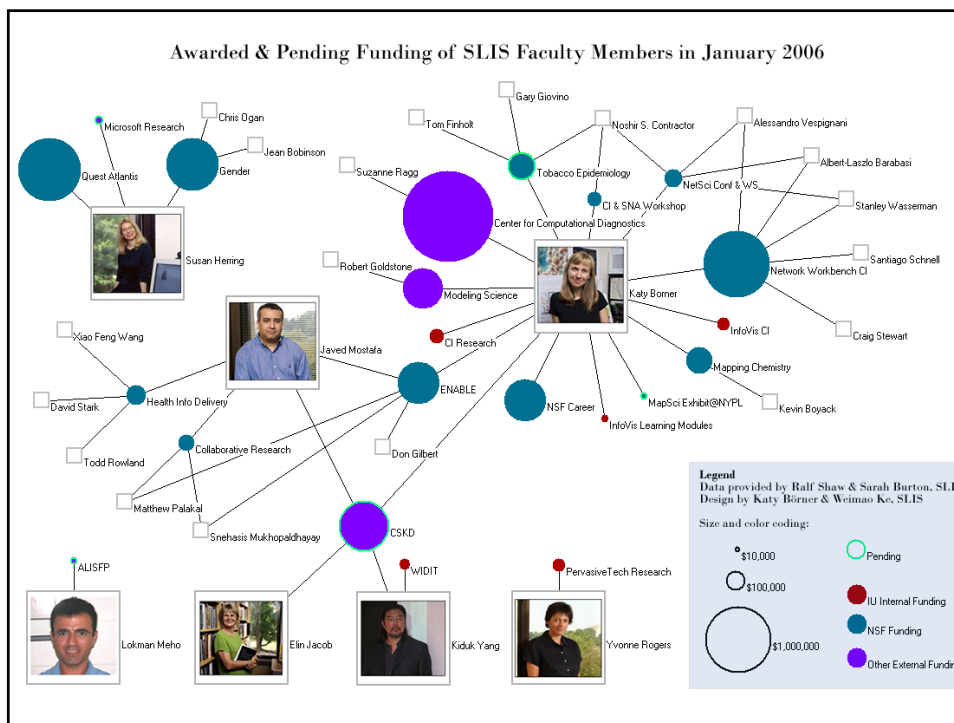 Awarded & Pending Funding of SLIS Faculty Members in January 2006
Gary Giovino
Chris Ogan
Microsoft Research
Tom Finholt
Noshir S. Contractor
Alessandro Vespignani
Jean Bobinson
Albert-Laszlo Barabasi
Quest Atlantis
Gender
Suzanne Ragg
Tobacco Epidemiology
NetSci Conf & WS
CI & SNA Workshop
Stanley Wasserman
Center for Computational Diagnostics
Susan Herring
Robert Goldstone
Santiago Schnell
Network Workbench CI
Modeling Science
Katy Borner
Xiao Feng Wang
Javed Mostafa
CI Research
InfoVis CI
Craig Stewart
Mapping Chemistry
David Stark
Health Info Delivery
ENABLE
NSF Career
MapSci Exhibit@NYPL
Kevin Boyack
InfoVis Learning Modules
Todd Rowland
Collaborative Research
Don Gilbert
Matthew Palakal
Snehasis Mukhopaldhayay
CSKD
ALISFP
WIDIT
PervasiveTech Research
Lokman Meho
Elin Jacob
Kiduk Yang
Yvonne Rogers
Legend
Data provided by Ralf Shaw & Sarah Burton, SLI
Design by Katy Börner & Weimao Ke, SLIS
Size and color coding:
$10,000
Pending
$100,000
IU Internal Funding
NSF Funding
$1,000,000
Other External Fundin